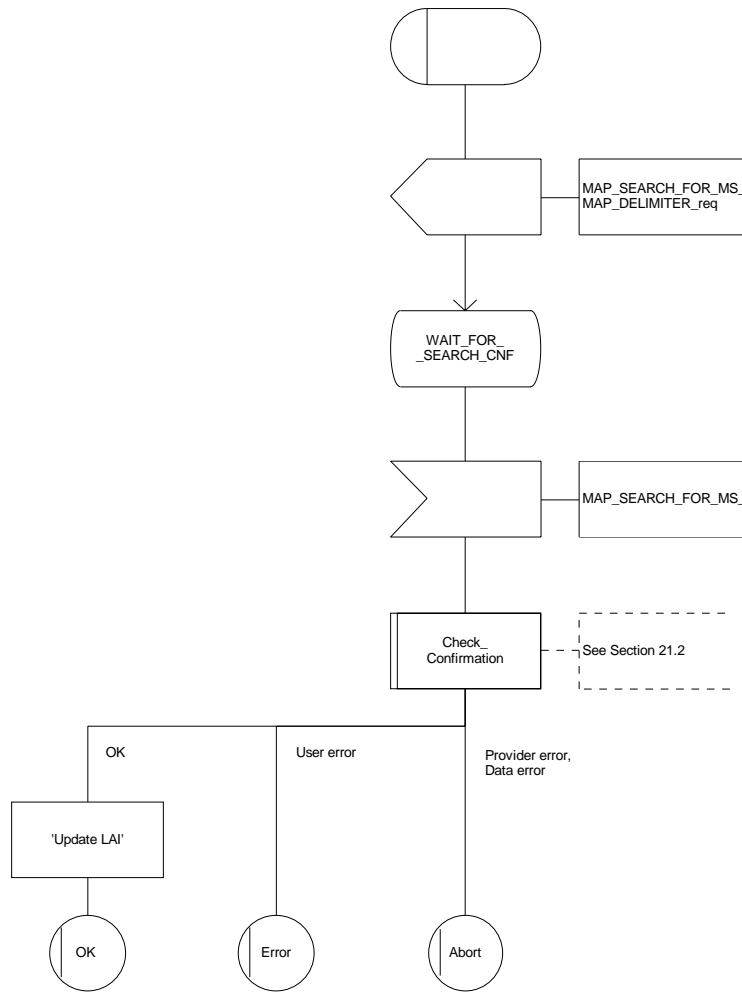 MAP_SEARCH_FOR_MS_
MAP_DELIMITER_req
WAIT_FOR_
_SEARCH_CNF
MAP_SEARCH_FOR_MS_
Check_
Confirmation
See Section 21.2
OK
User error
Provider error,
Data error
'Update LAI'
OK
Error
Abort